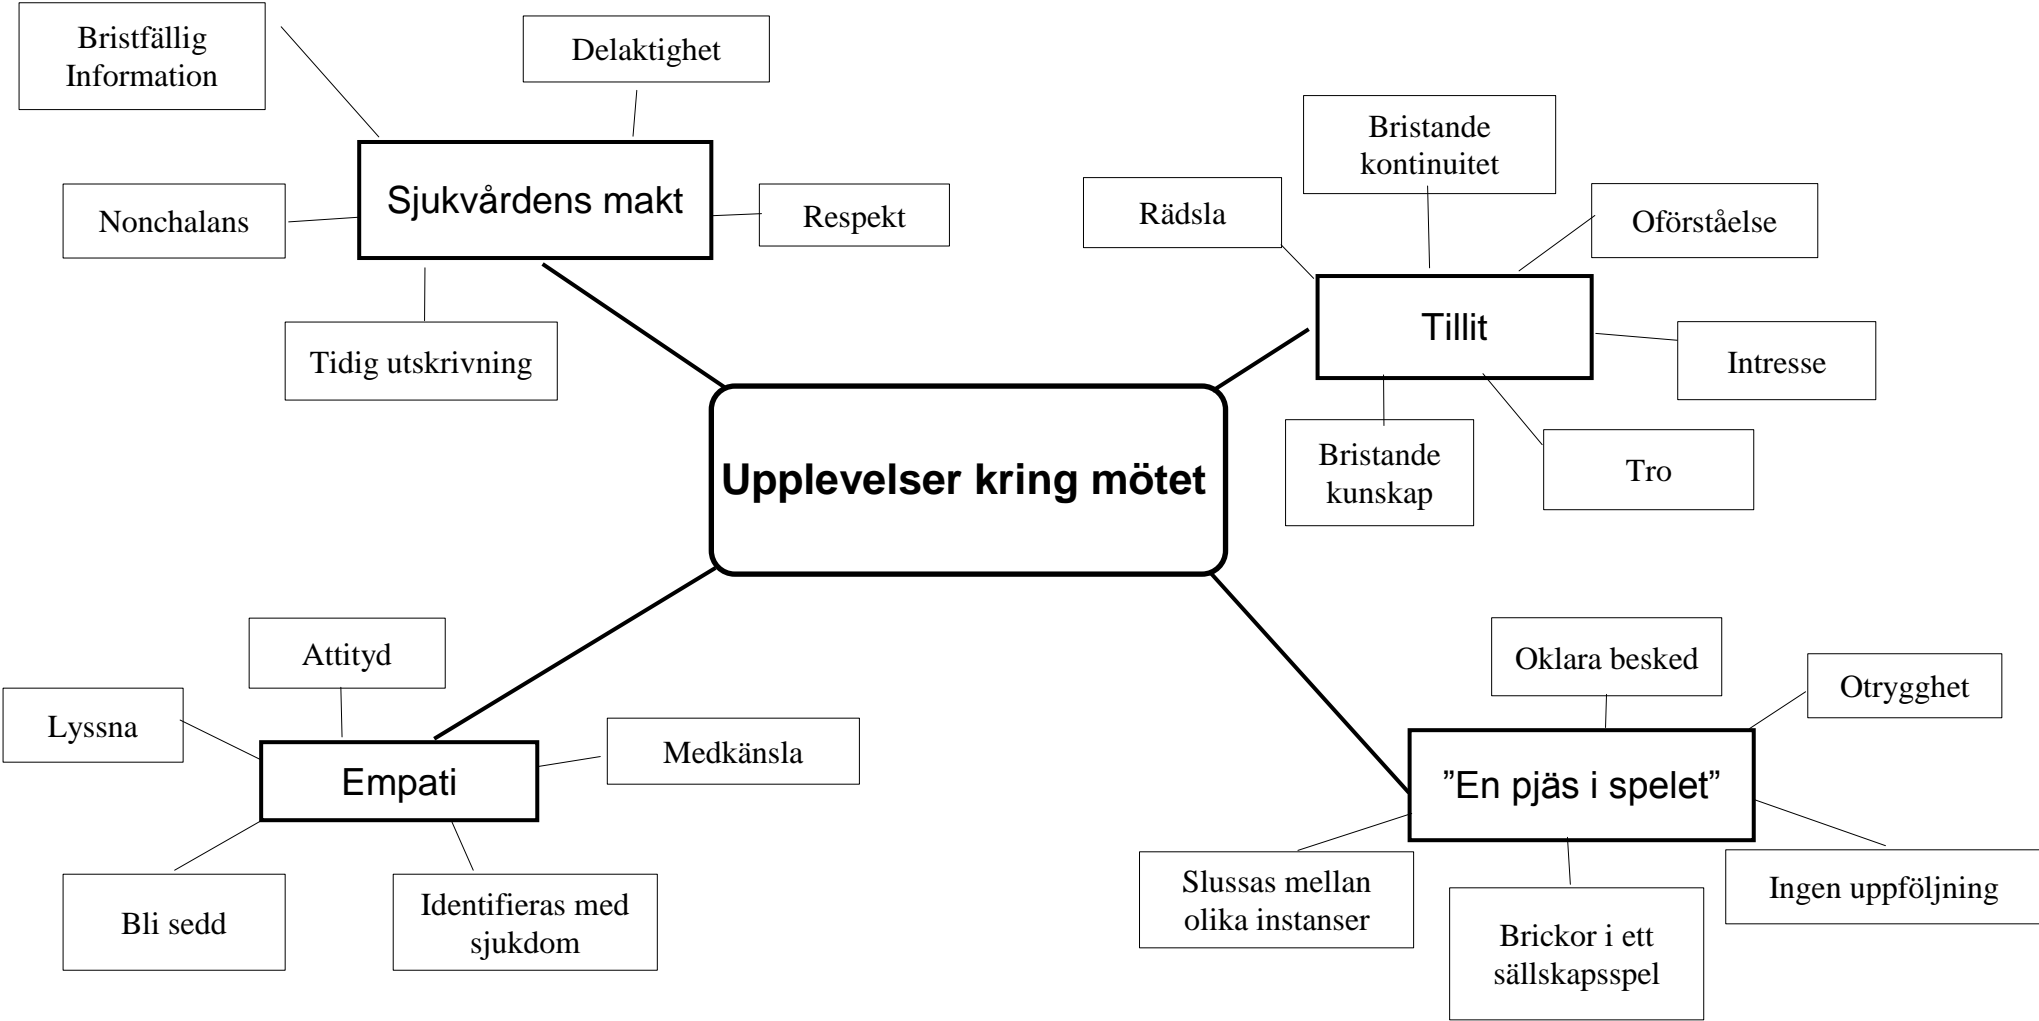 Bristfällig
Information
Delaktighet
Sjukvårdens makt
Nonchalans
Respekt
Tidig utskrivning
Bristande
kontinuitet
Rädsla
Oförståelse
Tillit
Intresse
Bristande
kunskap
Tro
Upplevelser kring mötet
Attityd
Lyssna
Medkänsla
Empati
Bli sedd
Identifieras med
sjukdom
Oklara besked
Otrygghet
”En pjäs i spelet”
Slussas mellan
olika instanser
Brickor i ett
sällskapsspel
Ingen uppföljning